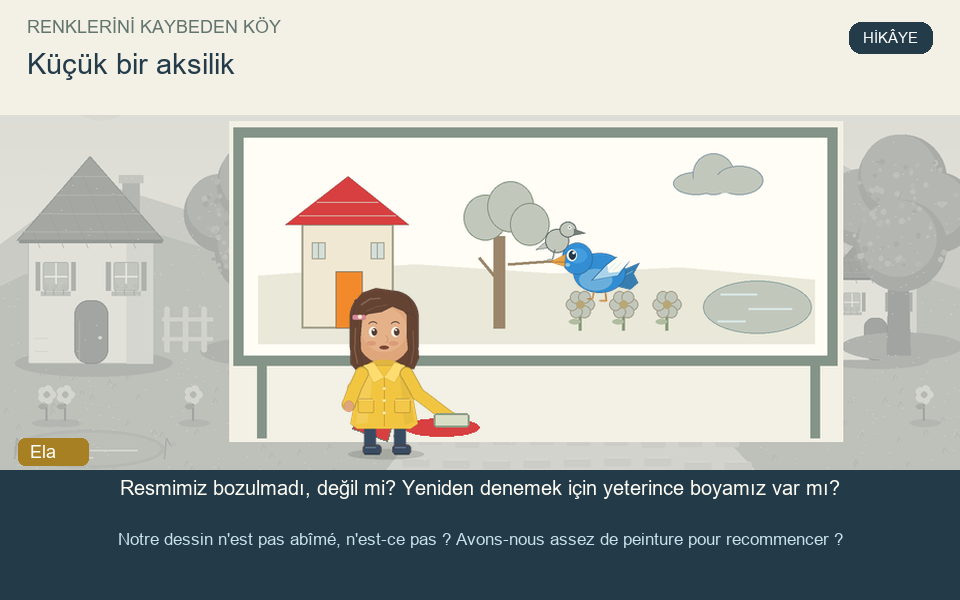 RENKLERİNİ KAYBEDEN KÖY
HİKÂYE
Küçük bir aksilik
Ela
Resmimiz bozulmadı, değil mi? Yeniden denemek için yeterince boyamız var mı?
Notre dessin n'est pas abîmé, n'est-ce pas ? Avons-nous assez de peinture pour recommencer ?